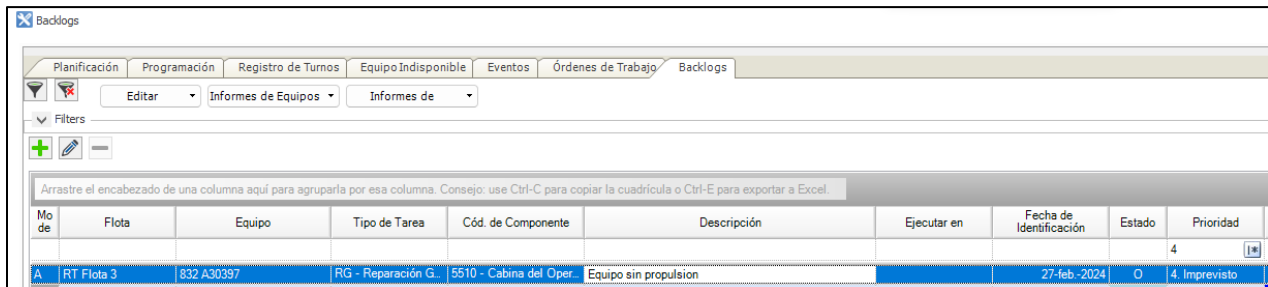 Backlogs
Planificación Programación Registro de Turnos Equipo Indisponible Eventos Órdenes de Trabajo Backlogs
Editar Informes de Equipos Informes de
Filters
Arrastre el encabezado de una columna aquí para agruparla por esa columna. Consejo: use Ctrl-C para copiar la cuadrícula o Ctrl-E para exportar a Excel.
Mo de Flota Equipo Tipo de Tarea Cód. de Componente Descripción Ejecutar en Fecha de Identificación Estado Prioridad
4
A RT Flota 3 832 A30397 RG - Reparación G... 5510 - Cabina del Oper... Equipo sin propulsion 27-feb.-2024 O 4. Imprevisto